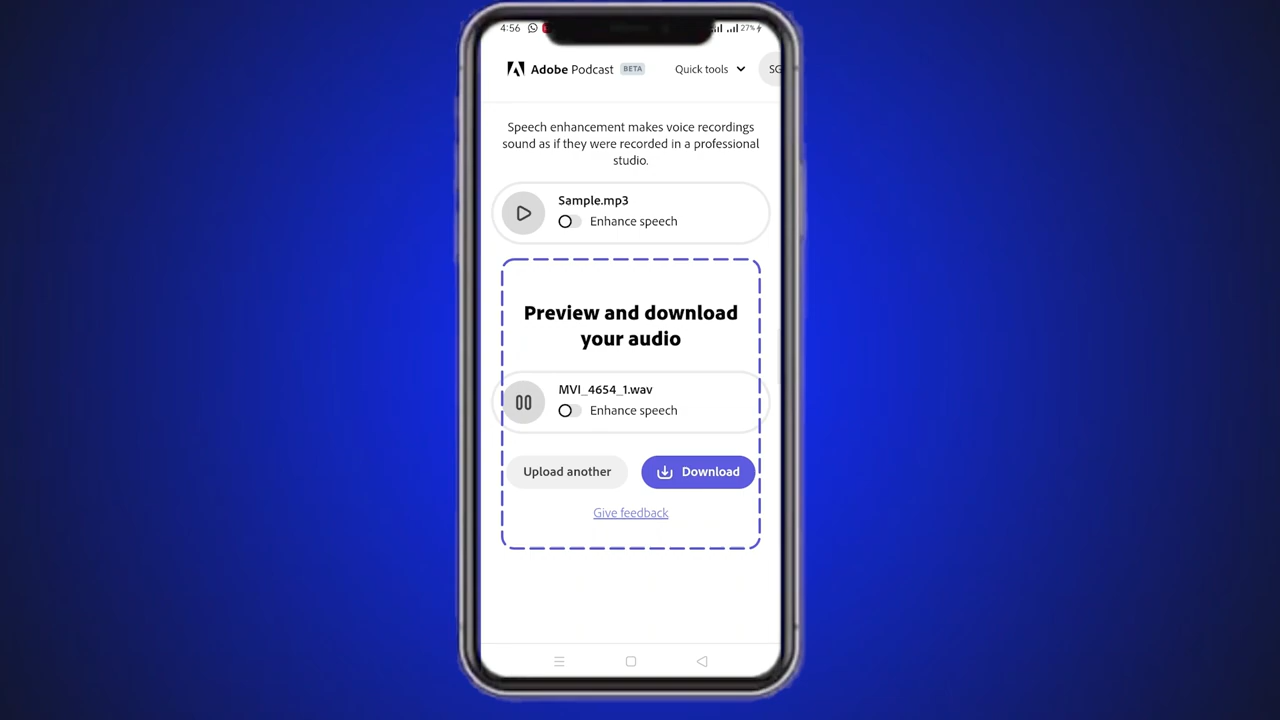 4:56 27%
Adobe Podcast BETA Quick tools SG
Speech enhancement makes voice recordings
sound as if they were recorded in a professional
studio.
Sample.mp3
Enhance speech
Preview and download
your audio
MVI_4654_1.wav
Enhance speech
Upload another Download
Give feedback